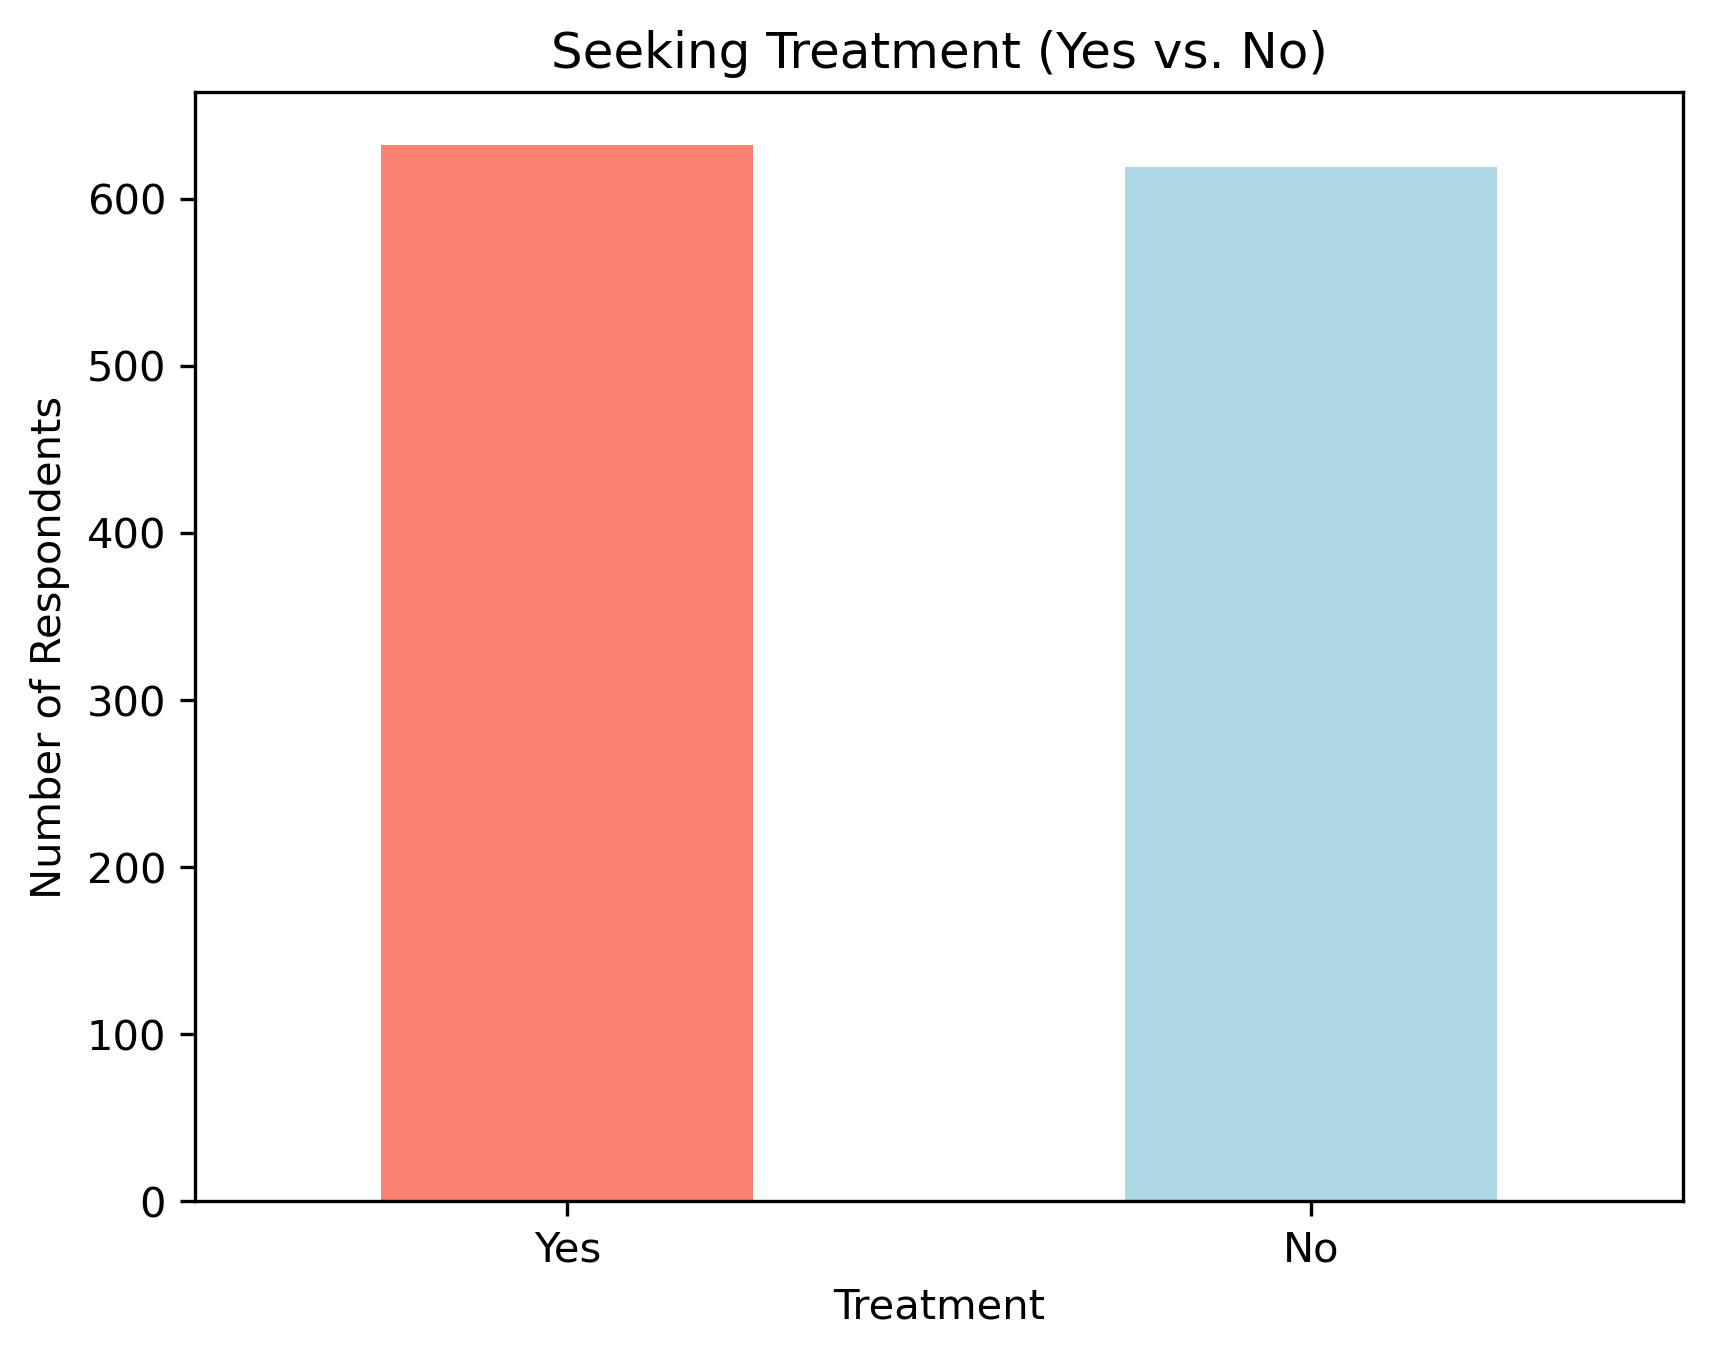 Seeking Treatment (Yes vs. No)
Number of Respondents
600
500
400
300
200
100
0
Yes No
Treatment